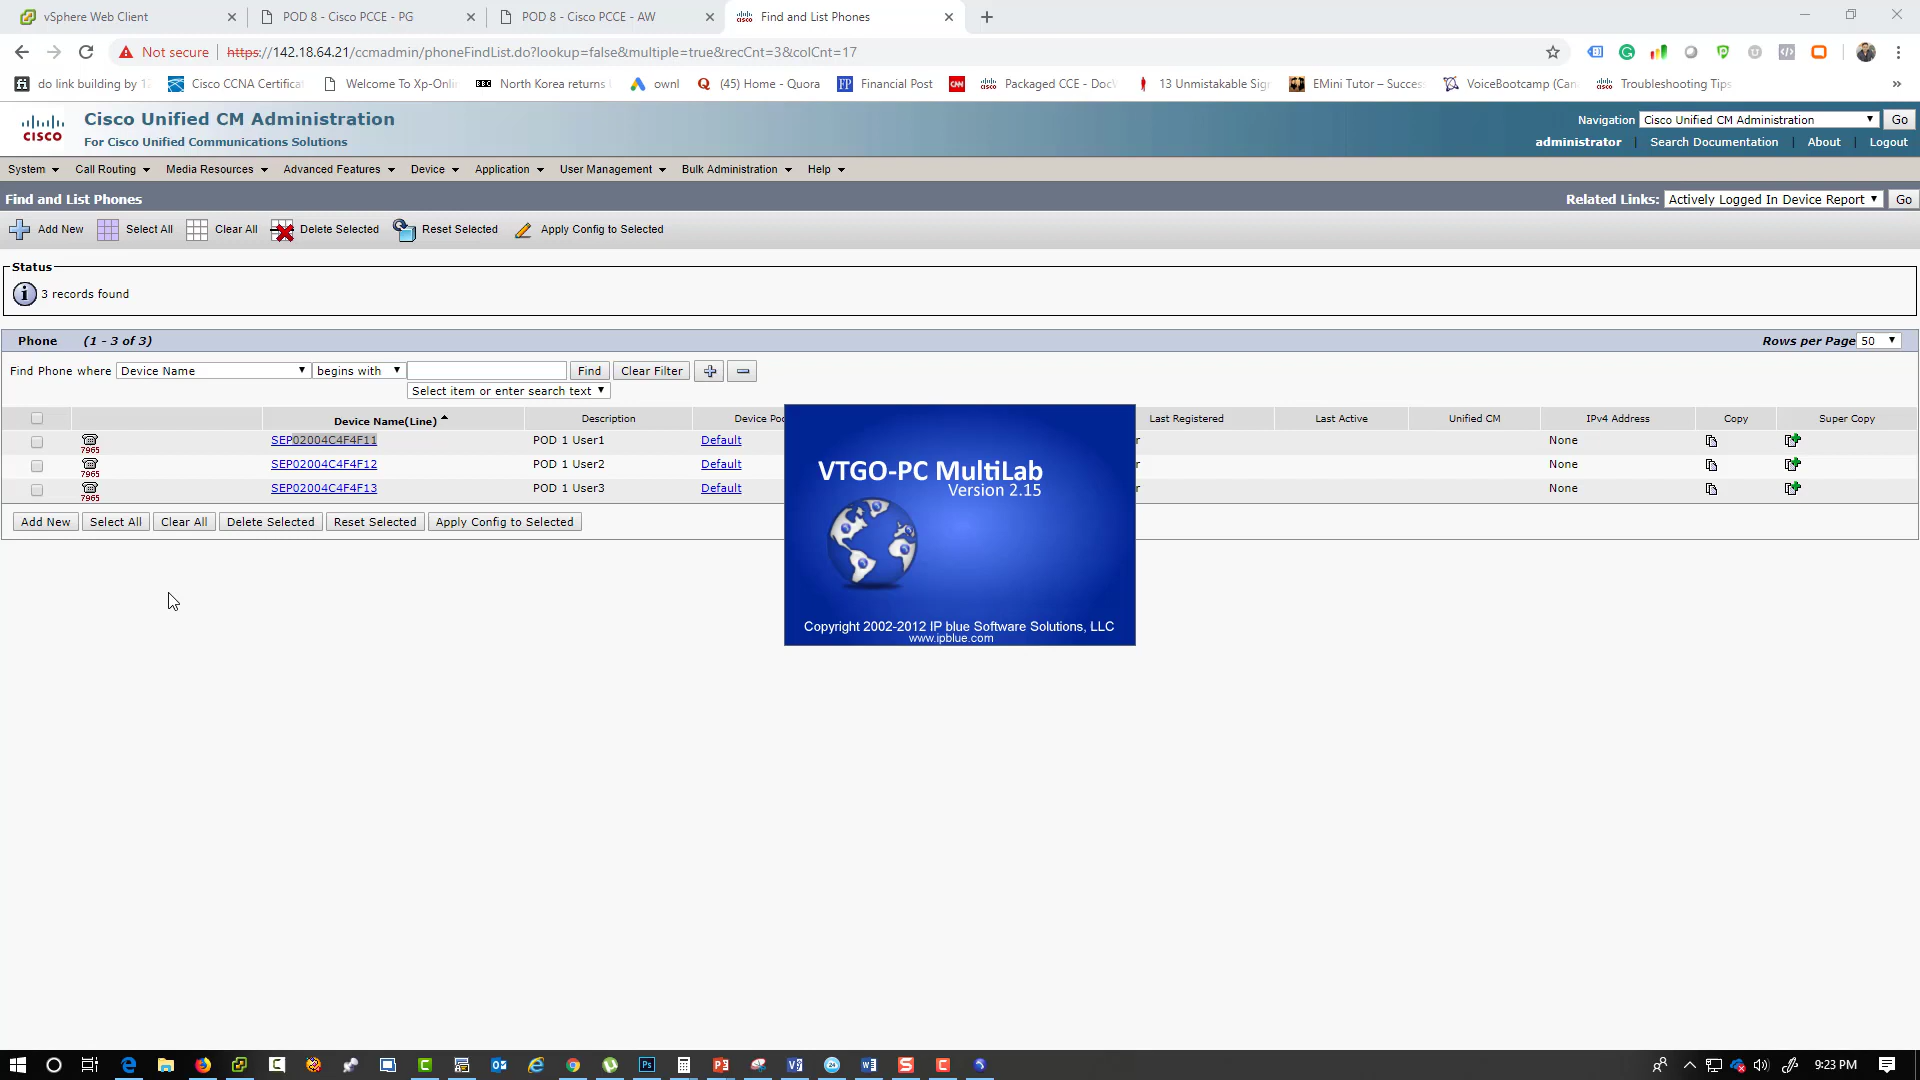 vSphere Web Client
POD 8 - Cisco PCCE - PG
POD 8 - Cisco PCCE - AW
Find and List Phones
Not secure
https://142.18.64.21/ccmadmin/phoneFindList.do?lookup=false&multiple=true&recCnt=3&colCnt=17
do link building by 1
Cisco CCNA Certificat
Welcome To Xp-Onli
North Korea returns
ownl
(45) Home - Quora
Financial Post
Packaged CCE - Doc
13 Unmistakable Sig
EMini Tutor – Succes
VoiceBootcamp (Can
Troubleshooting Tips
CISCO
Cisco Unified CM Administration
For Cisco Unified Communications Solutions
Navigation Cisco Unified CM Administration Go
administrator | Search Documentation | About | Logout
System Call Routing Media Resources Advanced Features Device Application User Management Bulk Administration Help
Find and List Phones
Related Links: Actively Logged In Device Report Go
Add New Select All Clear All Delete Selected Reset Selected Apply Config to Selected
Status
3 records found
Phone (1 - 3 of 3)
Rows per Page 50
Find Phone where Device Name begins with Find Clear Filter
Select item or enter search text
Device Name(Line) Description Device Poo Last Registered Last Active Unified CM IPv4 Address Copy Super Copy
7965 SEP02004C4F4F11 POD 1 User1 Default r None
7965 SEP02004C4F4F12 POD 1 User2 Default None
7965 SEP02004C4F4F13 POD 1 User3 Default r None
Add New Select All Clear All Delete Selected Reset Selected Apply Config to Selected
VTGO-PC MultiLab
Version 2.15
Copyright 2002-2012 IP blue Software Solutions, LLC
www.ipblue.com
9:23 PM